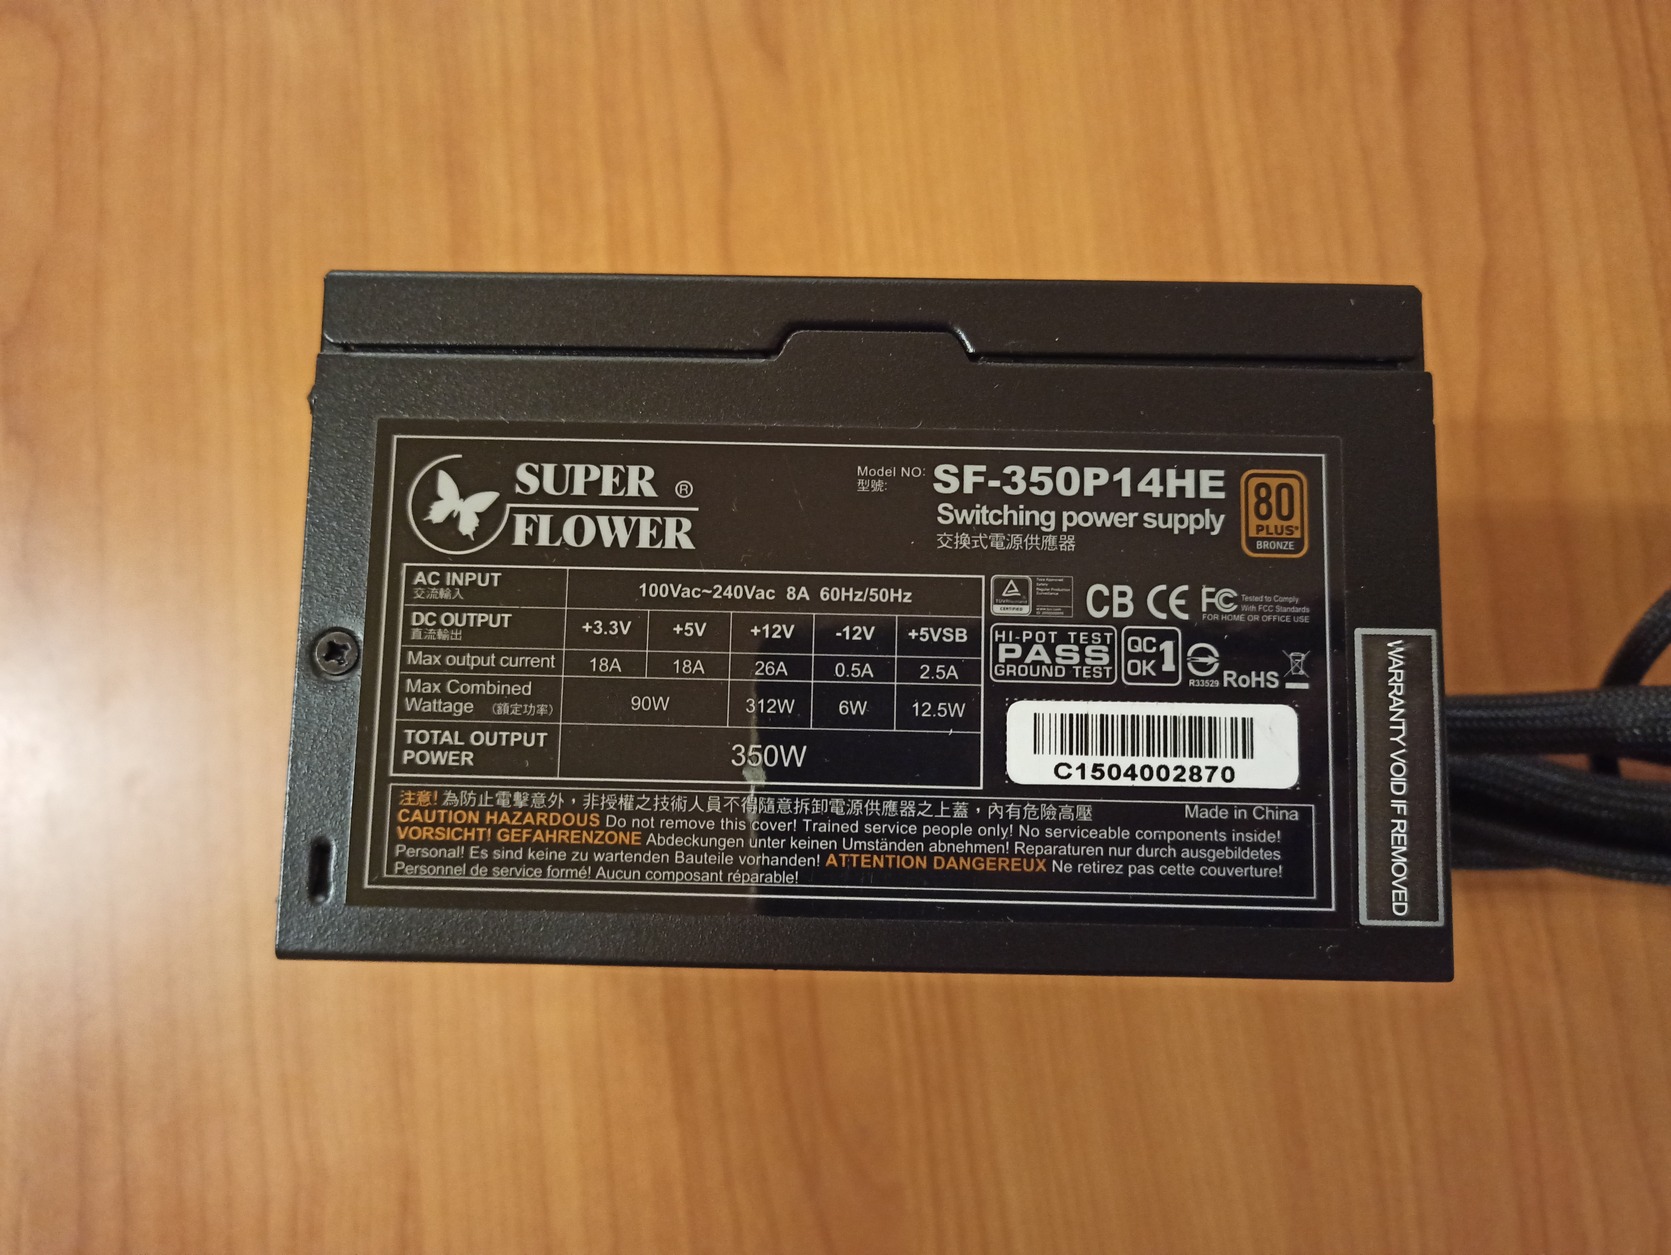 SUPER ®
FLOWER
Model NO: SF-350P14HE
型號:
Switching power supply
交換式電源供應器
80
PLUS
BRONZE
AC INPUT 100Vac~240Vac 8A 60Hz/50Hz
交流輸入
DC OUTPUT +3.3V +5V +12V -12V +5VSB
直流輸出
Max output current 18A 18A 26A 0.5A 2.5A
Max Combined
Wattage (額定功率) 90W 312W 6W 12.5W
TOTAL OUTPUT
POWER 350W
CERTIFIED
CB CE FC Tested to Comply
With FCC Standards
FOR HOME OR OFFICE USE
HI-POT TEST
PASS
GROUND TEST
QC
OK 1
R33529 RoHS
C1504002870
注意! 為防止電擊意外，非授權之技術人員不得隨意拆卸電源供應器之上蓋，內有危險高壓 Made in China
CAUTION HAZARDOUS Do not remove this cover! Trained service people only! No serviceable components inside!
VORSICHT! GEFAHRENZONE Abdeckungen unter keinen Umständen abnehmen! Reparaturen nur durch ausgebildetes
Personal! Es sind keine zu wartenden Bauteile vorhanden! ATTENTION DANGEREUX Ne retirez pas cette couverture!
Personnel de service formé! Aucun composant réparable!
WARRANTY VOID IF REMOVED